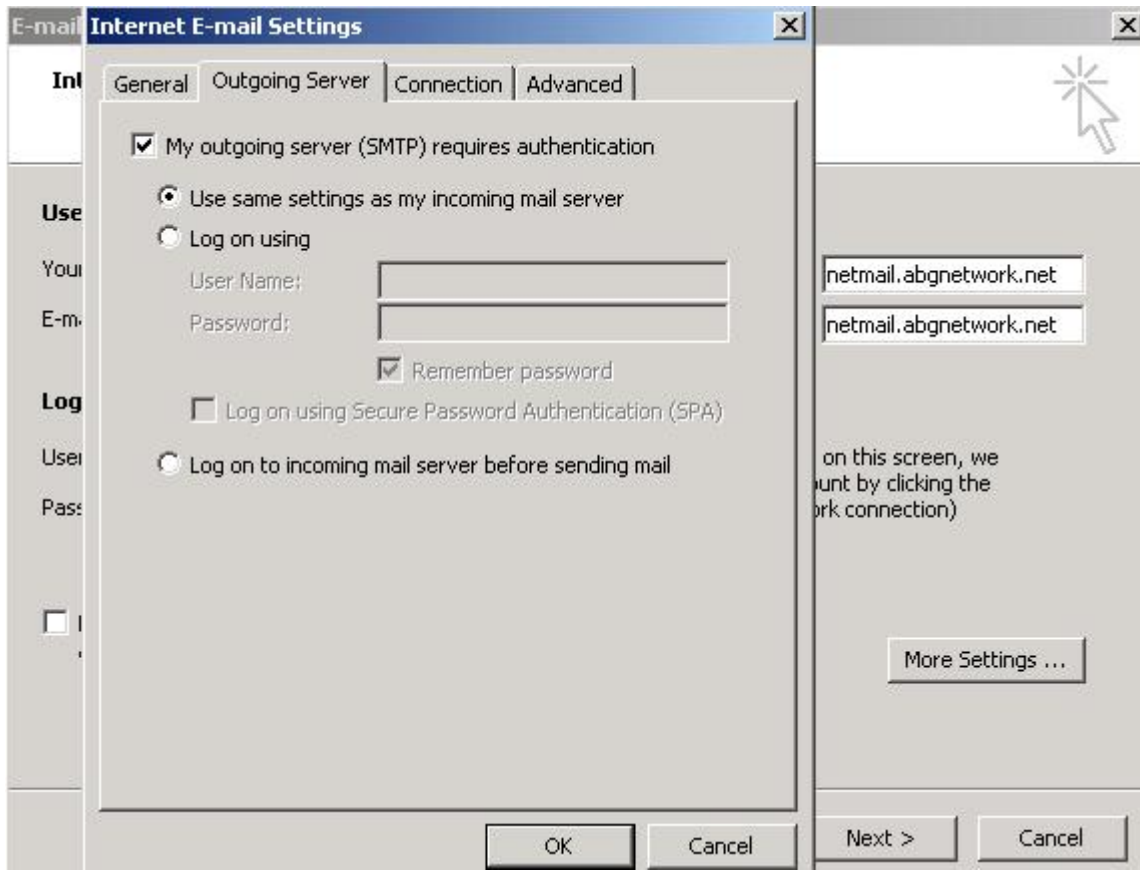 E-mail
Internet E-mail Settings
General
Outgoing Server
Connection
Advanced
My outgoing server (SMTP) requires authentication
Use same settings as my incoming mail server
Log on using
User Name:
Password:
Remember password
Log on using Secure Password Authentication (SPA)
Log on to incoming mail server before sending mail
netmail.abgnetwork.net
netmail.abgnetwork.net
Log
on this screen, we
by clicking the
connection)
More Settings ...
OK
Cancel
Next >
Cancel